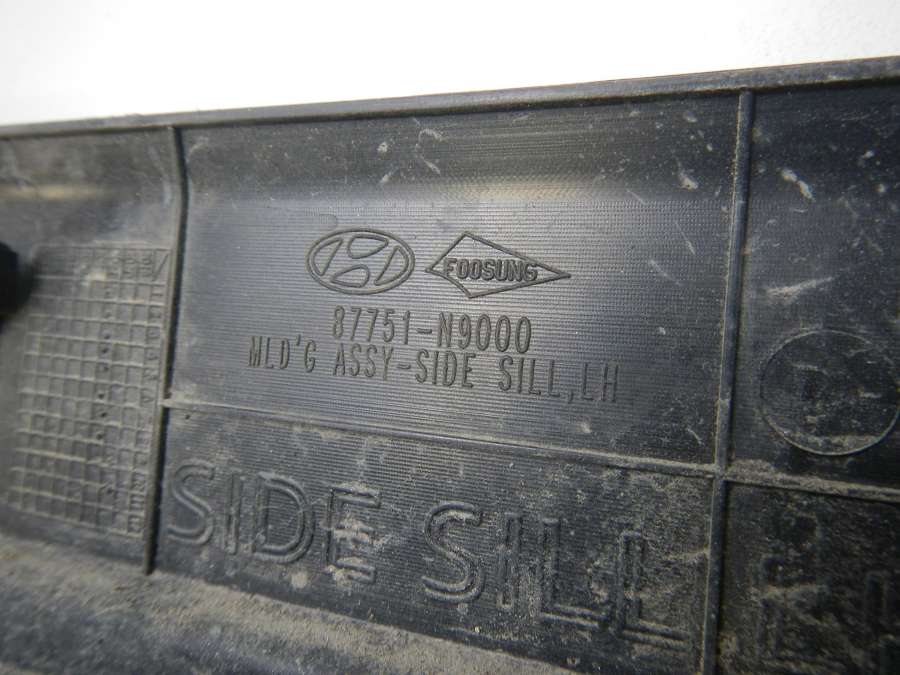 FOOSUNG
87751-N9000
MLD'G ASSY-SIDE SILL,LH
SIDE SILL